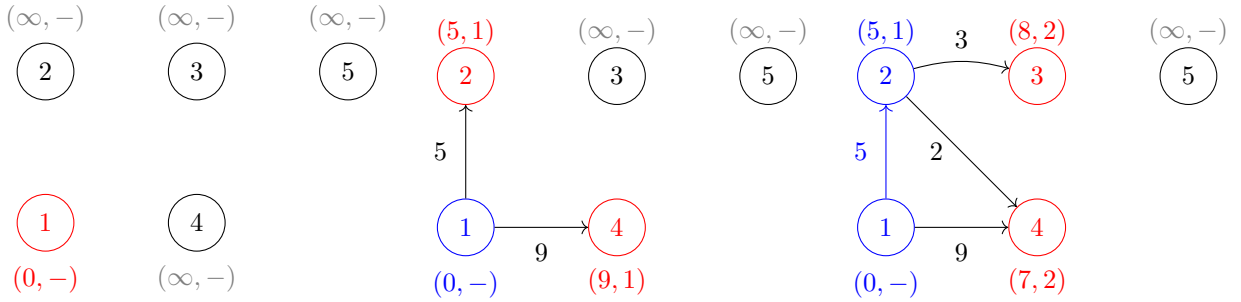 (∞, −) (∞, −) (∞, −) (5, 1) (∞, −) (∞, −) (5, 1) 3 (8, 2) (∞, −)
2 3 5 2 3 5 2 3 5
5 5 2
1 4 1 9 4 1 9 4
(0, −) (∞, −) (0, −) (9, 1) (0, −) (7, 2)